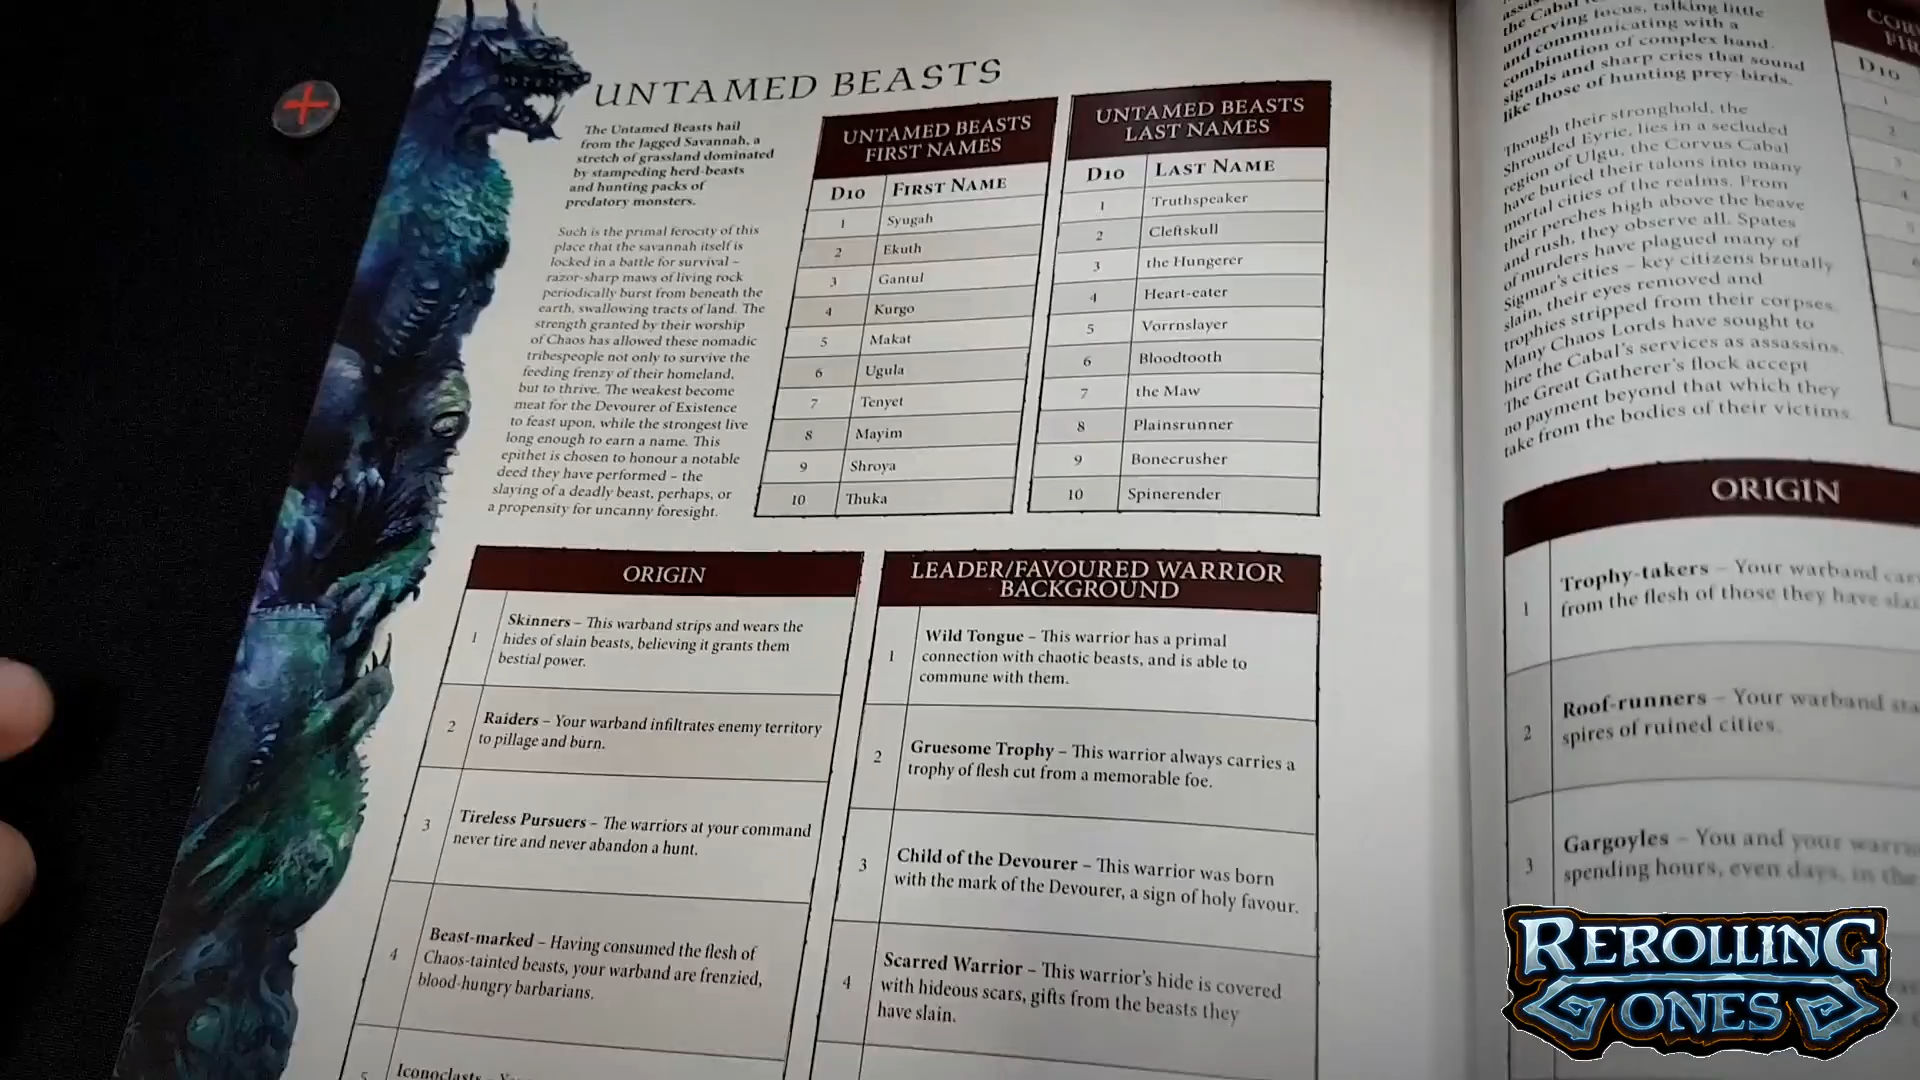 UNTAMED BEASTS
The Untamed Beasts hail
from the Jagged Savannah, a
stretch of grassland dominated
by stampeding herd-beasts
and hunting packs of
predatory monsters.
Such is the primal ferocity of this
place that the savannah itself is
locked in a battle for survival –
razor-sharp maws of living rock
periodically burst from beneath the
earth, swallowing tracts of land. The
strength granted by their worship
of Chaos has allowed these nomadic
tribespeople not only to survive the
feeding frenzy of their homeland,
but to thrive. The weakest become
meat for the Devourer of Existence
to feast upon, while the strongest live
long enough to earn a name. This
epithet is chosen to honour a notable
deed they have performed – the
slaying of a deadly beast, perhaps, or
a propensity for uncanny foresight.
UNTAMED BEASTS
FIRST NAMES
D10 FIRST NAME
1 Syugah
2 Ekuth
3 Gantul
4 Kurgo
5 Makat
6 Ugula
7 Tenyet
8 Mayim
9 Shroya
10 Thuka
UNTAMED BEASTS
LAST NAMES
D10 LAST NAME
1 Truthspeaker
2 Cleftskull
3 the Hungerer
4 Heart-eater
5 Vorrnslayer
6 Bloodtooth
7 the Maw
8 Plainsrunner
9 Bonecrusher
10 Spinerender
ORIGIN
1 Skinners – This warband strips and wears the
hides of slain beasts, believing it grants them
bestial power.
2 Raiders – Your warband infiltrates enemy territory
to pillage and burn.
3 Tireless Pursuers – The warriors at your command
never tire and never abandon a hunt.
4 Beast-marked – Having consumed the flesh of
Chaos-tainted beasts, your warband are frenzied,
blood-hungry barbarians.
5 Iconoclasts –
LEADER/FAVOURED WARRIOR
BACKGROUND
1 Wild Tongue – This warrior has a primal
connection with chaotic beasts, and is able to
commune with them.
2 Gruesome Trophy – This warrior always carries a
trophy of flesh cut from a memorable foe.
3 Child of the Devourer – This warrior was born
with the mark of the Devourer, a sign of holy favour.
4 Scarred Warrior – This warrior's hide is covered
with hideous scars, gifts from the beasts they
have slain.
the Cabal
unnerving focus, talking little
and communicating with a
combination of complex hand
signals and sharp cries that sound
like those of hunting prey-birds.
Though their stronghold, the
Shrouded Eyrie, lies in a secluded
region of Ulgu, the Corvus Cabal
have buried their talons into many
mortal cities of the realms. From
their perches high above the heave
and rush, they observe all. Spates
of murders have plagued many of
Sigmar's cities – key citizens brutally
slain, their eyes removed and
trophies stripped from their corpses.
Many Chaos Lords have sought to
hire the Cabal's services as assassins.
The Great Gatherer's flock accept
no payment beyond that which they
take from the bodies of their victims.
D10
1
2
3
4
5
ORIGIN
1 Trophy-takers – Your warband
from the flesh of those they have
2 Roof-runners – Your warband
spires of ruined cities.
3 Gargoyles – You and your
spending hours, even days, in the
REROLLING
ONES